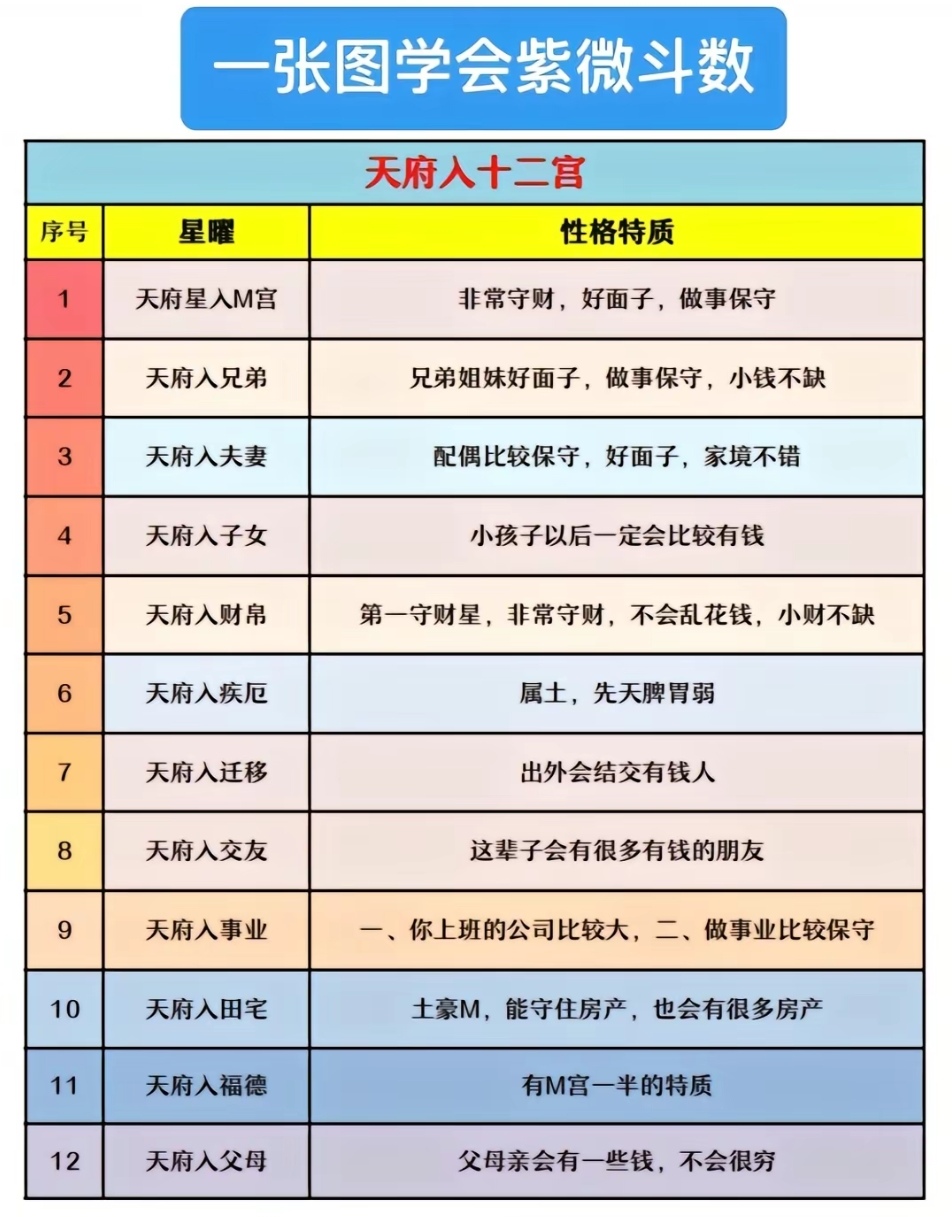 一张图学会紫微斗数
天府入十二宫
序号 星曜 性格特质
1 天府星入M宫 非常守财，好面子，做事保守
2 天府入兄弟 兄弟姐妹好面子，做事保守，小钱不缺
3 天府入夫妻 配偶比较保守，好面子，家境不错
4 天府入子女 小孩子以后一定会比较有钱
5 天府入财帛 第一守财星，非常守财，不会乱花钱，小财不缺
6 天府入疾厄 属土，先天脾胃弱
7 天府入迁移 出外会结交有钱人
8 天府入交友 这辈子会有很多有钱的朋友
9 天府入事业 一、你上班的公司比较大，二、做事业比较保守
10 天府入田宅 土豪M，能守住房产，也会有很多房产
11 天府入福德 有M宫一半的特质
12 天府入父母 父母亲会有一些钱，不会很穷